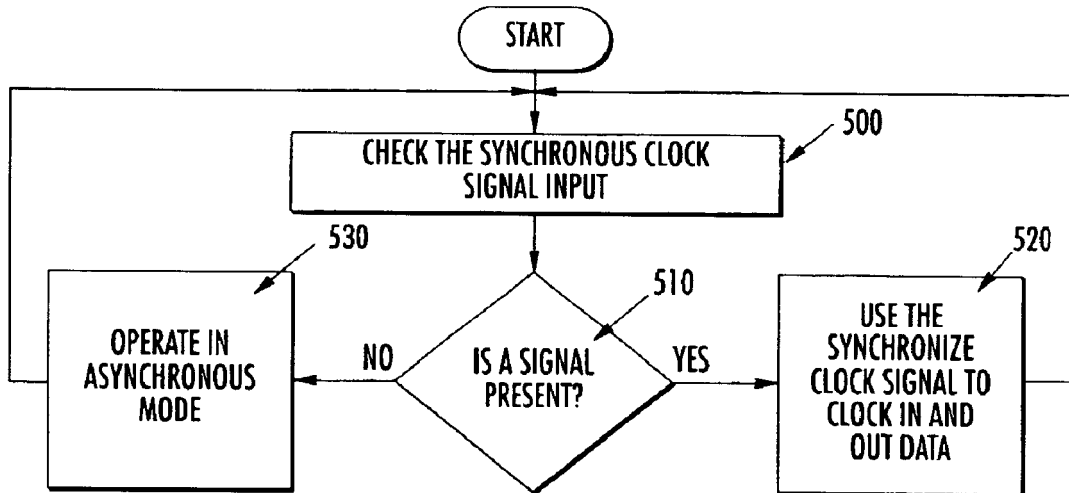 START
500
CHECK THE SYNCHRONOUS CLOCK
SIGNAL INPUT
530
OPERATE IN
ASYNCHRONOUS
MODE
NO
510
IS A SIGNAL
PRESENT?
YES
520
USE THE
SYNCHRONIZE
CLOCK SIGNAL TO
CLOCK IN AND
OUT DATA